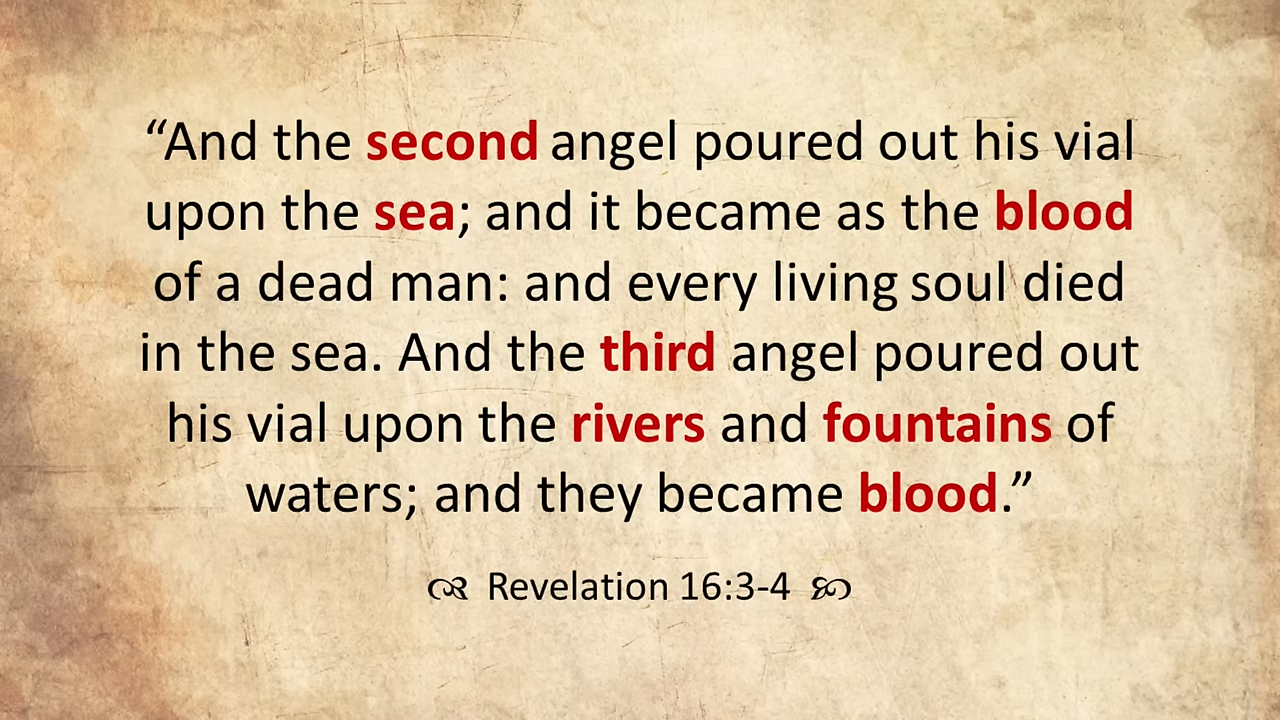 “And the second angel poured out his vial
upon the sea; and it became as the blood
of a dead man: and every living soul died
in the sea. And the third angel poured out
his vial upon the rivers and fountains of
waters; and they became blood.”
Revelation 16:3-4